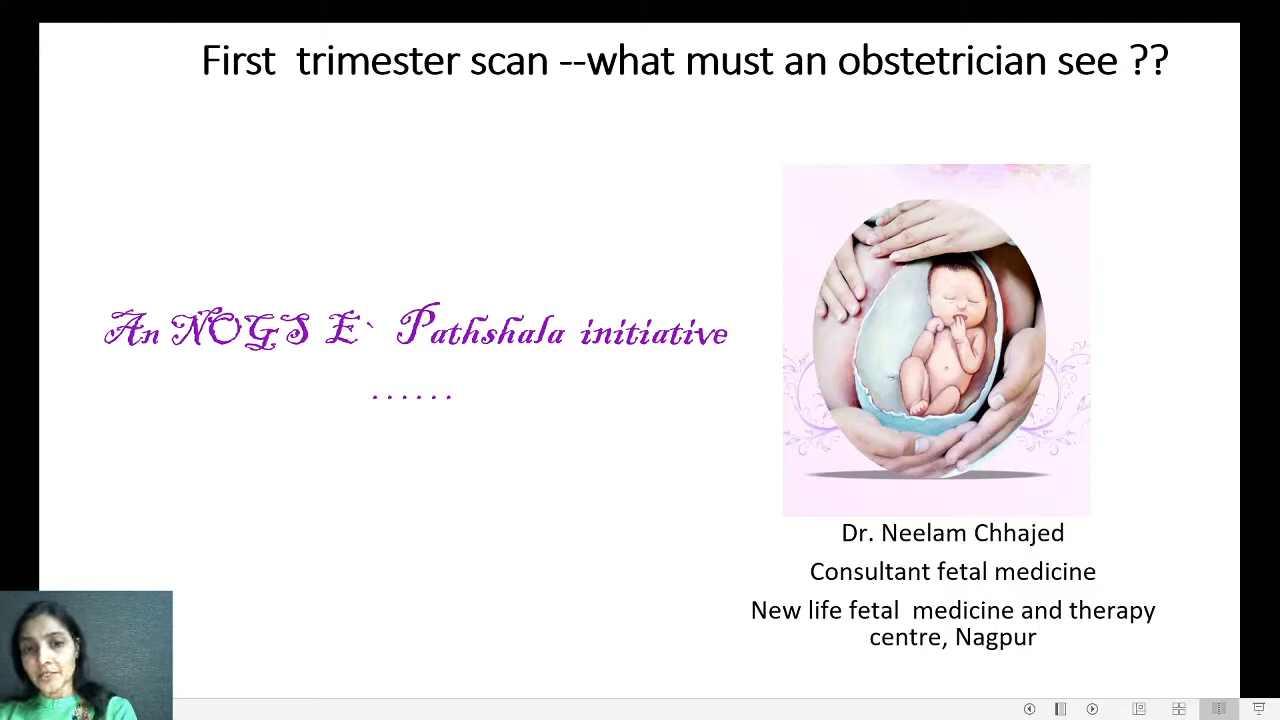 First trimester scan --what must an obstetrician see ??
An NOGS E` Pathshala initiative
......
Dr. Neelam Chhajed
Consultant fetal medicine
New life fetal medicine and therapy
centre, Nagpur